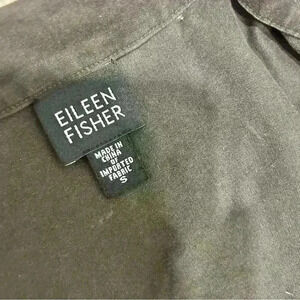 EILEEN
FISHER
MADE IN
CHINA
OF
IMPORTED
FABRIC
S